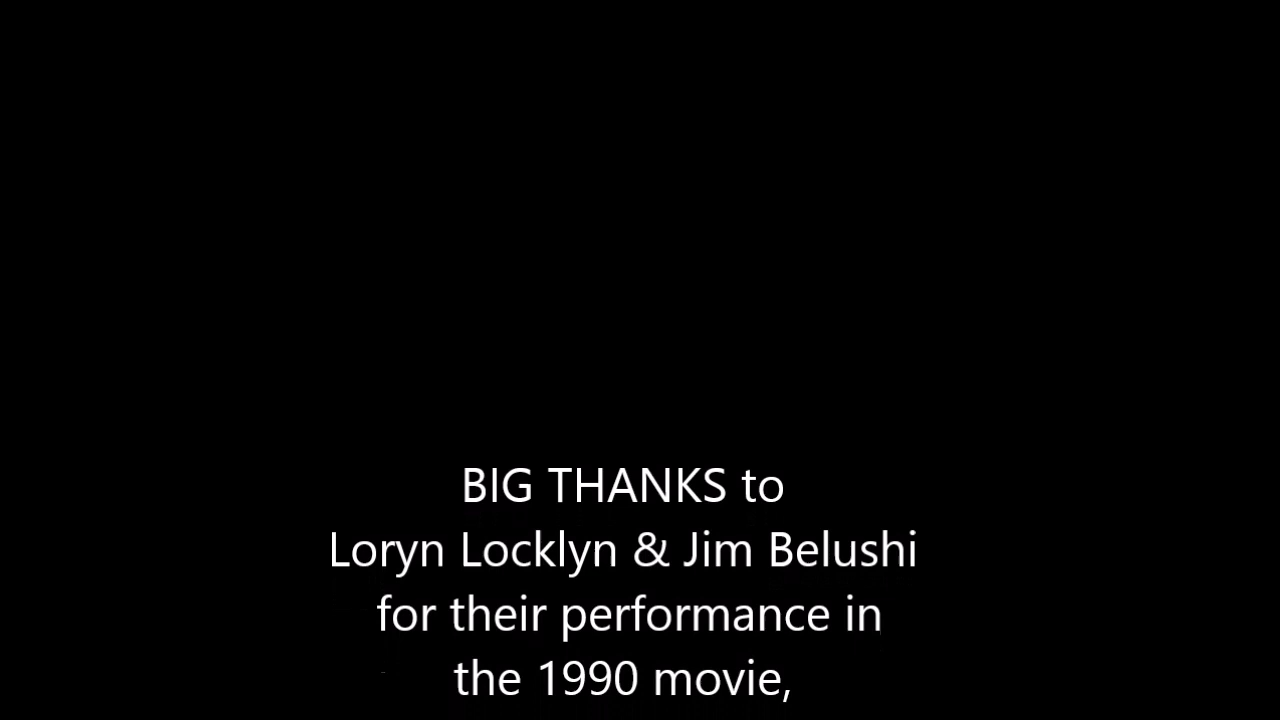 BIG THANKS to
Loryn Locklyn & Jim Belushi
for their performance in
the 1990 movie,